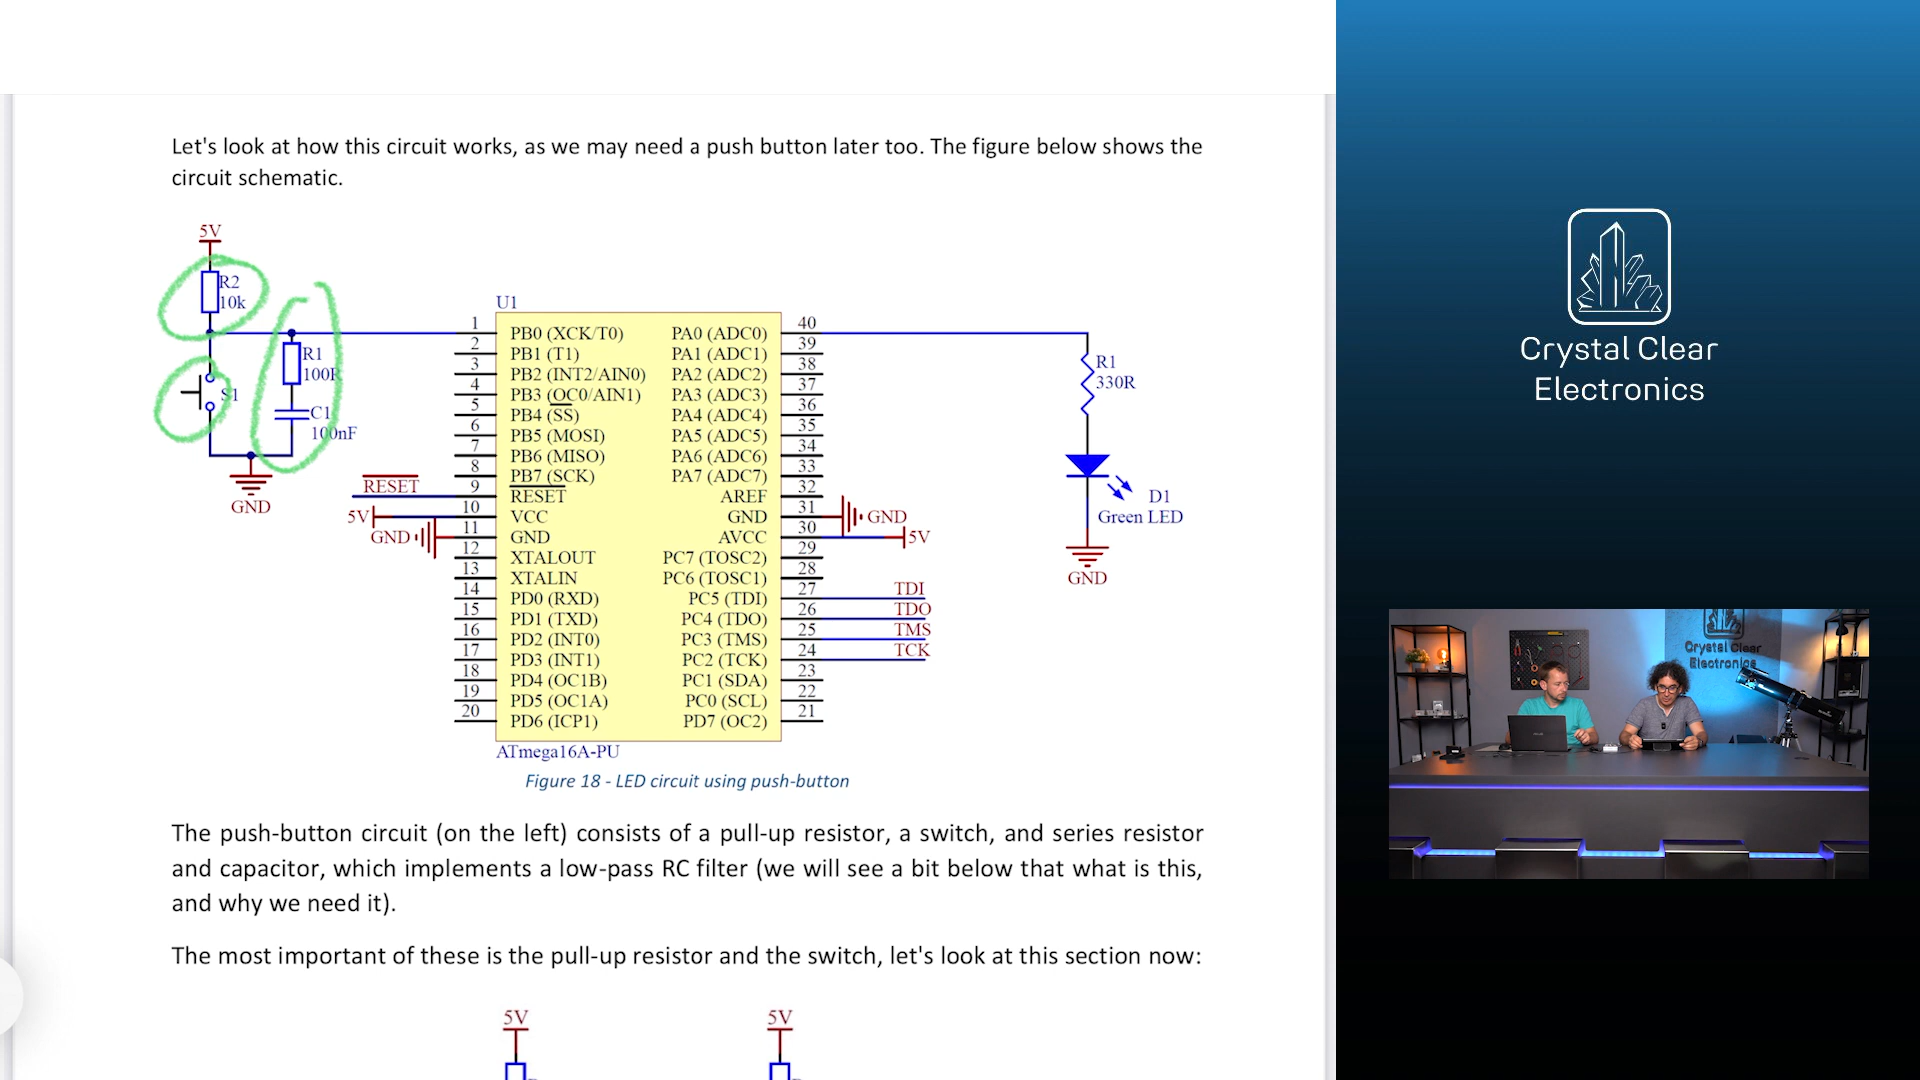 Let's look at how this circuit works, as we may need a push button later too. The figure below shows the
circuit schematic.
5V
R2
10k
R1
100R
S1
C1
100nF
GND
U1
1 PB0 (XCK/T0) PA0 (ADC0) 40
2 PB1 (T1) PA1 (ADC1) 39
3 PB2 (INT2/AIN0) PA2 (ADC2) 38
4 PB3 (OC0/AIN1) PA3 (ADC3) 37
5 PB4 (SS) PA4 (ADC4) 36
6 PB5 (MOSI) PA5 (ADC5) 35
7 PB6 (MISO) PA6 (ADC6) 34
8 PB7 (SCK) PA7 (ADC7) 33
RESET 9 RESET AREF 32
5V 10 VCC GND 31 GND
GND 11 GND AVCC 30 5V
12 XTALOUT PC7 (TOSC2) 29
13 XTALIN PC6 (TOSC1) 28
14 PD0 (RXD) PC5 (TDI) 27 TDI
15 PD1 (TXD) PC4 (TDO) 26 TDO
16 PD2 (INT0) PC3 (TMS) 25 TMS
17 PD3 (INT1) PC2 (TCK) 24 TCK
18 PD4 (OC1B) PC1 (SDA) 23
19 PD5 (OC1A) PC0 (SCL) 22
20 PD6 (ICP1) PD7 (OC2) 21
ATmega16A-PU
R1
330R
D1
Green LED
GND
Figure 18 - LED circuit using push-button
The push-button circuit (on the left) consists of a pull-up resistor, a switch, and series resistor
and capacitor, which implements a low-pass RC filter (we will see a bit below that what is this,
and why we need it).
The most important of these is the pull-up resistor and the switch, let's look at this section now:
5V
5V
Crystal Clear
Electronics
Crystal Clear
Electronics